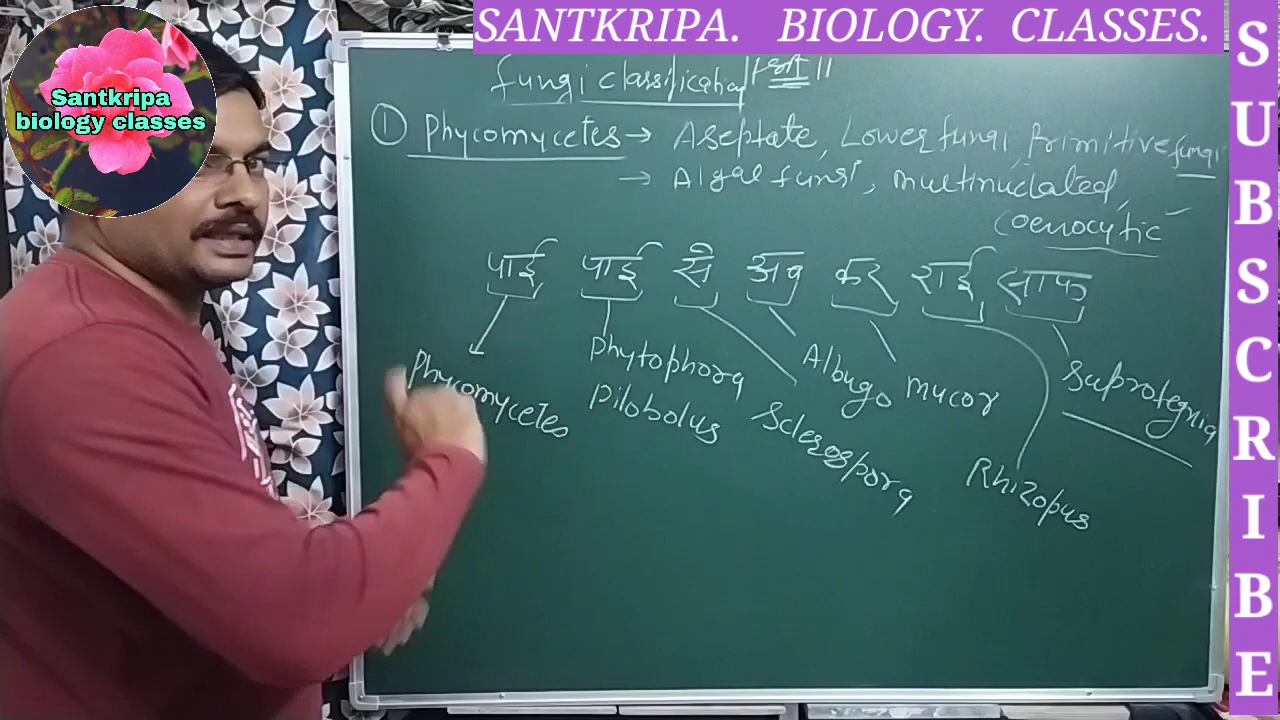 SANTKRIPA. BIOLOGY. CLASSES.
SUBSCRIBE
Santkripa
biology classes
Fungi classification
① Phycomycetes → Aseptate, Lower fungi, Primitive fungi
→ Algal fungi, multinucleated,
Coenocytic
पाई पाई से अब कर राई साफ
Phycomycetes
Phytophora
Pilobolus
Sclerospora
Albugo
mucor
Rhizopus
Saprolegnia